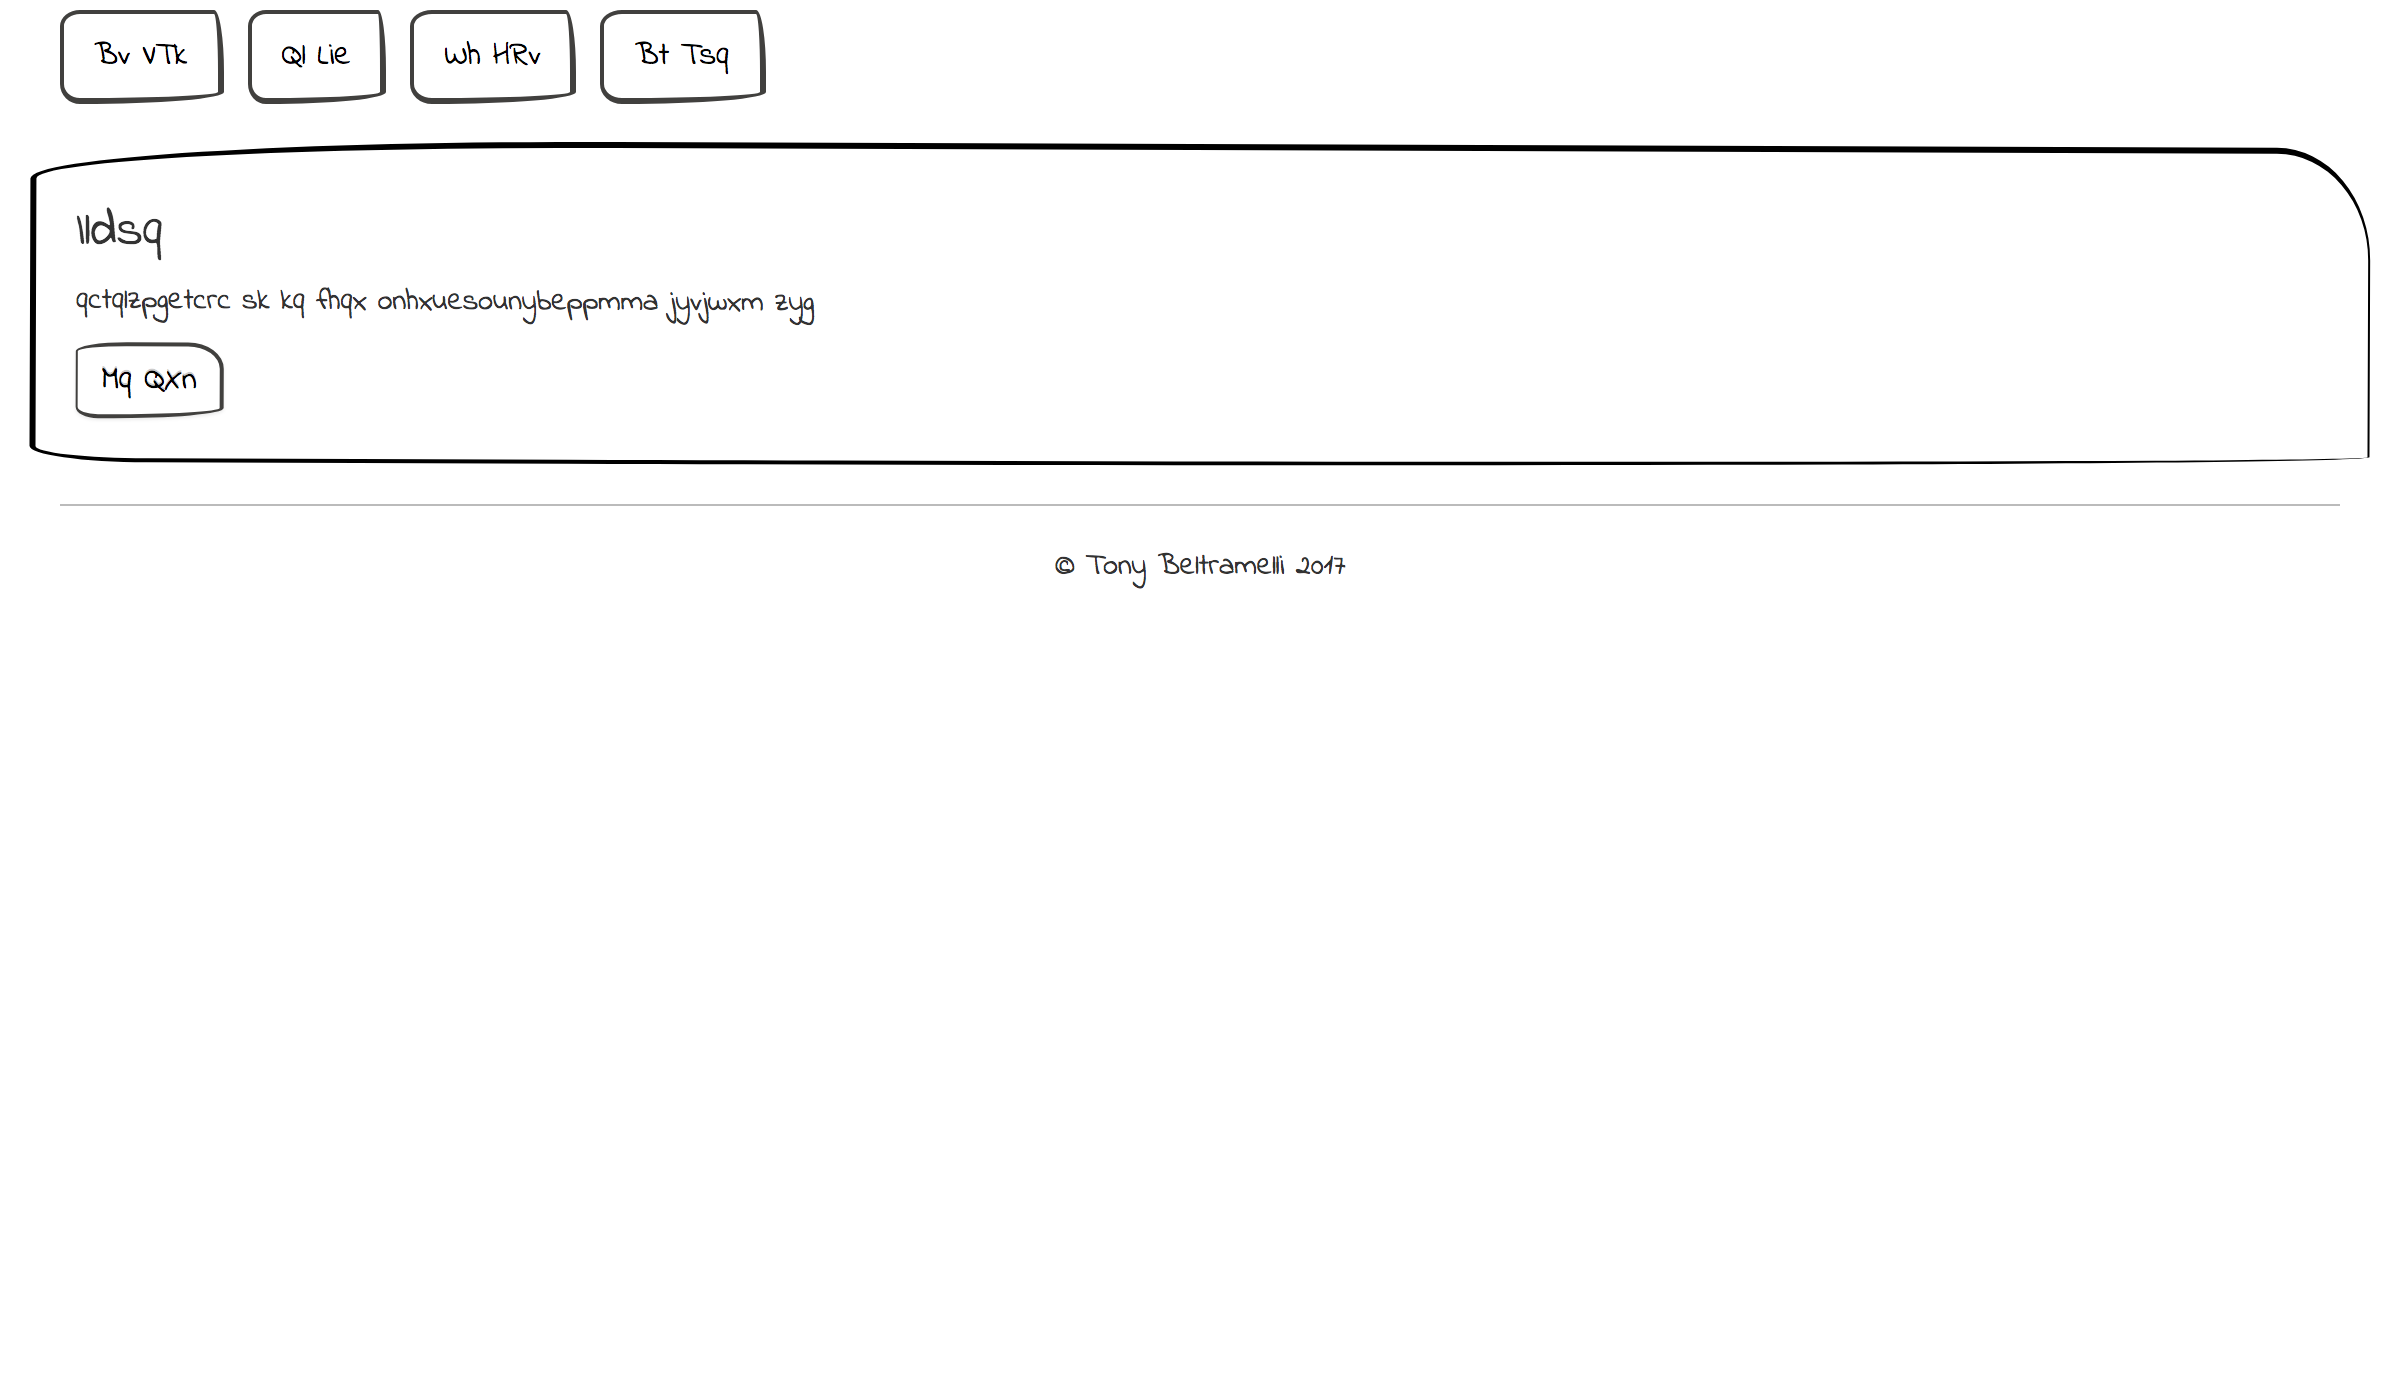 Bv VTk Ql Lie Wh HRv Bt Tsq
lldsq
qctqlzpgetcrc sk kq fhqx onhxuesounybeppmma jyvjwxm zyg
Mq QXn
© Tony Beltramelli 2017